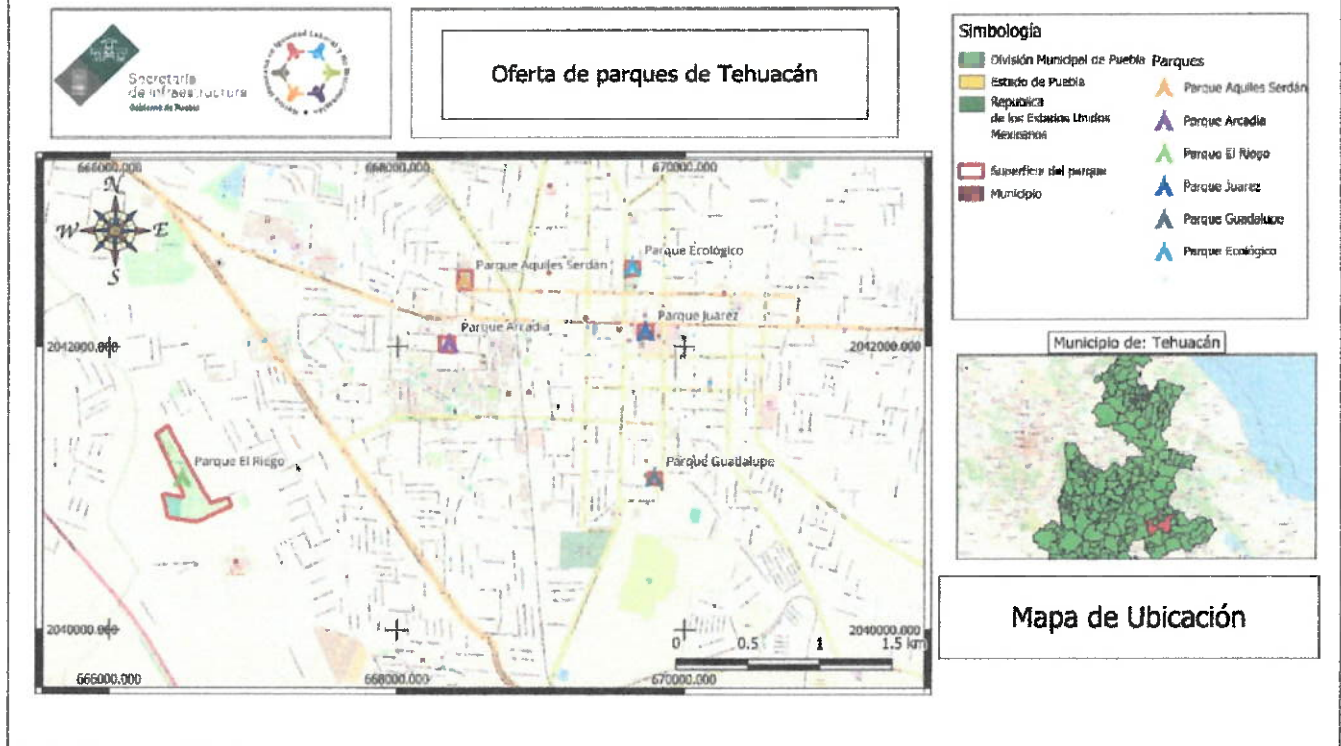 Secretaría
de Infraestructura
Gobierno de Puebla
Oferta de parques de Tehuacán
Simbología
División Municipal de Puebla
Estado de Puebla
Republica
de los Estados Unidos
Mexicanos
Superficie del parque
Municipio
Parques
Parque Aquiles Serdán
Parque Arcadia
Parque El Riego
Parque Juarez
Parque Guadalupe
Parque Ecológico
666000.000
668000.000
670000.000
N
W
E
S
Parque Ecológico
Parque Aquiles Serdán
Parque Juarez
Parque Arcadia
2042000.000
2042000.000
Parque El Riego
Parque Guadalupe
2040000.000
2040000.000
0 0.5 1 1.5 km
666000.000
668000.000
670000.000
Municipio de: Tehuacán
Mapa de Ubicación